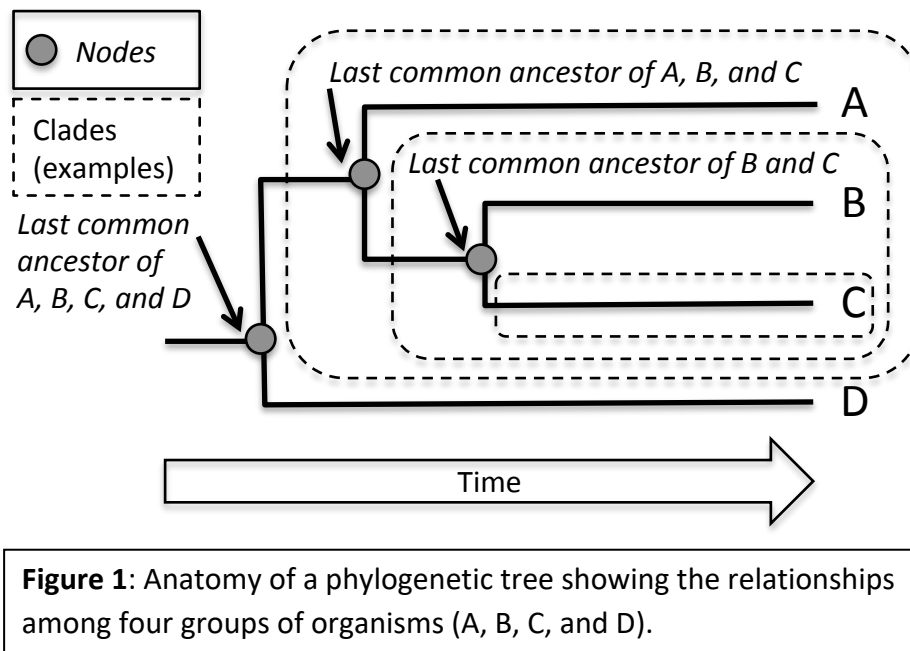 Nodes
Clades
(examples)
Last common ancestor of A, B, and C
A
Last common ancestor of B and C
B
Last common
ancestor of
A, B, C, and D
C
D
Time
Figure 1: Anatomy of a phylogenetic tree showing the relationships
among four groups of organisms (A, B, C, and D).